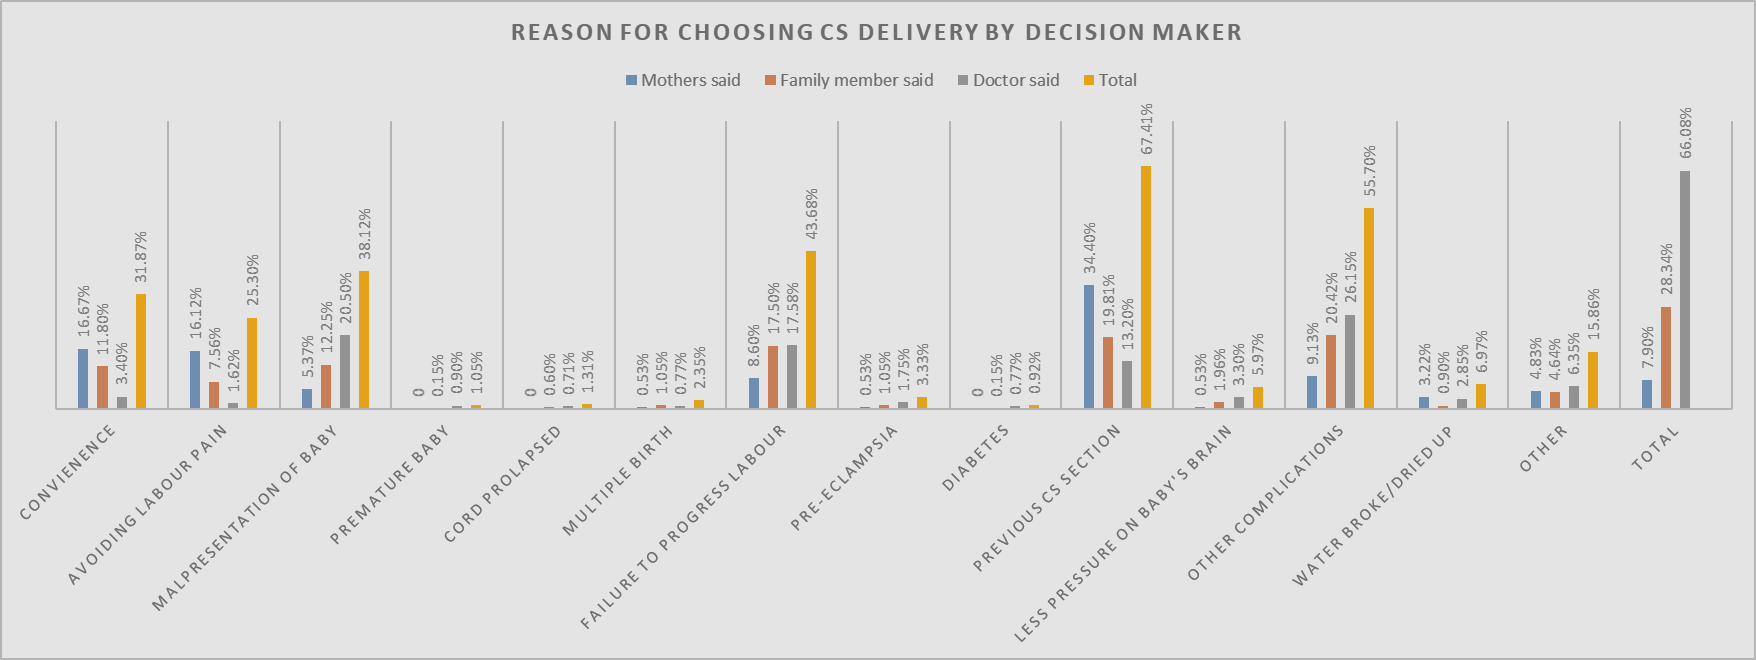 REASON FOR CHOOSING CS DELIVERY BY DECISION MAKER
Mothers said Family member said Doctor said Total
16.67% 11.80% 3.40% 31.87%
16.12% 7.56% 1.62% 25.30%
5.37% 12.25% 20.50% 38.12%
0 0.15% 0.90% 1.05%
0 0.60% 0.71% 1.31%
0.53% 1.05% 0.77% 2.35%
8.60% 17.50% 17.58% 43.68%
0.53% 1.05% 1.75% 3.33%
0 0.15% 0.77% 0.92%
34.40% 19.81% 13.20% 67.41%
0.53% 1.96% 3.30% 5.97%
9.13% 20.42% 26.15% 55.70%
3.22% 0.90% 2.85% 6.97%
4.83% 4.64% 6.35% 15.86%
7.90% 28.34% 66.08%
CONVIENENCE
AVOIDING LABOUR PAIN
MALPRESENTATION OF BABY
PREMATURE BABY
CORD PROLAPSED
MULTIPLE BIRTH
FAILURE TO PROGRESS LABOUR
PRE-ECLAMPSIA
DIABETES
PREVIOUS CS SECTION
LESS PRESSURE ON BABY'S BRAIN
OTHER COMPLICATIONS
WATER BROKE/DRIED UP
OTHER
TOTAL